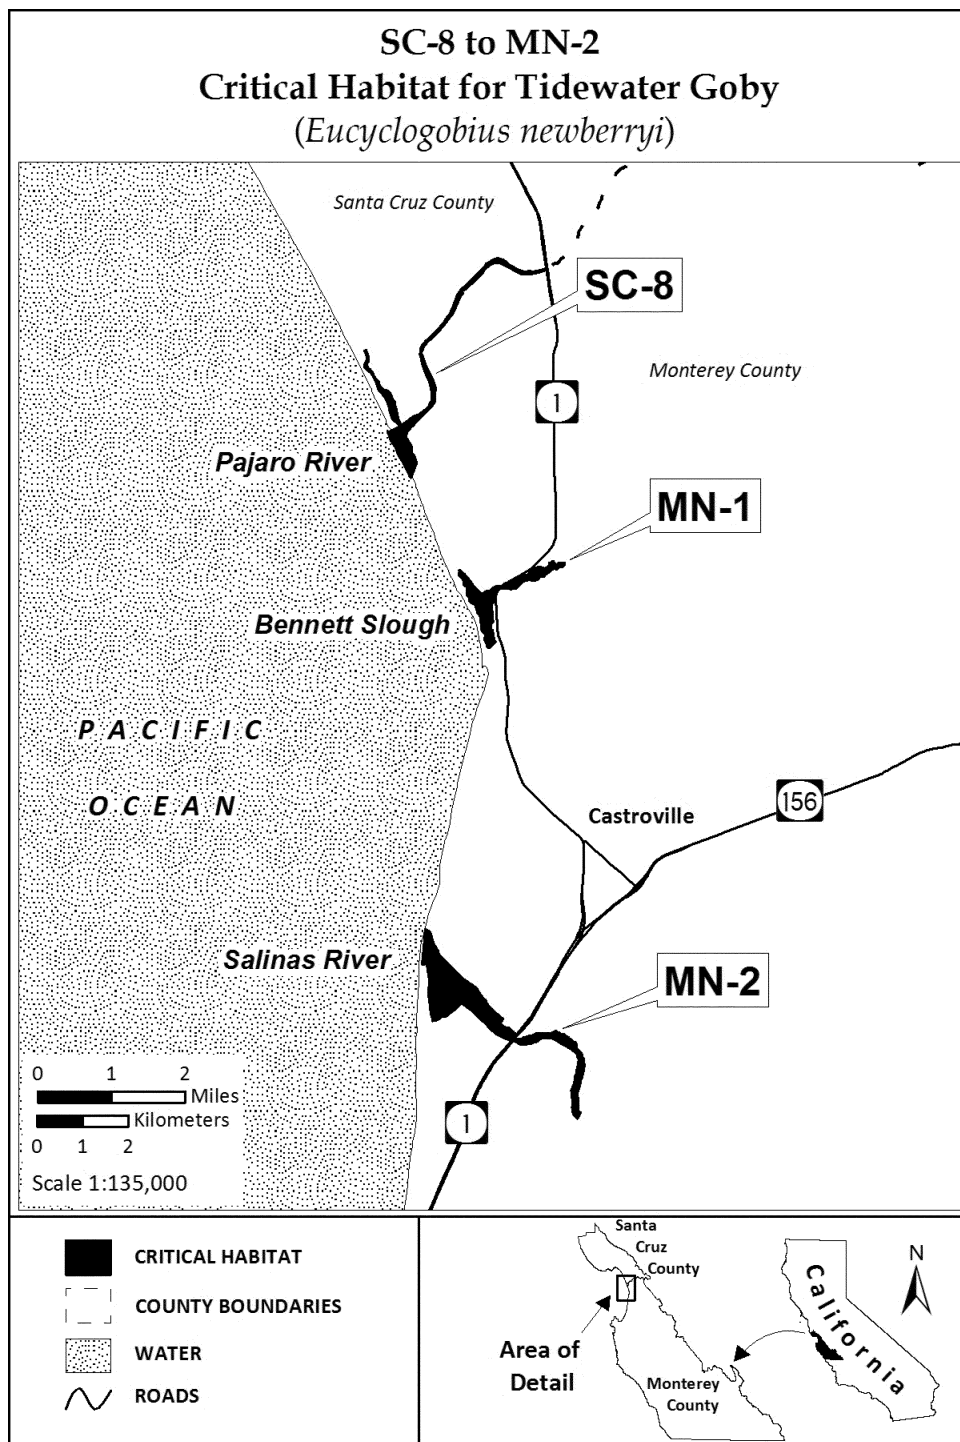 SC-8 to MN-2
Critical Habitat for Tidewater Goby
(Eucyclogobius newberryi)
Santa Cruz County
SC-8
Monterey County
1
Pajaro River
MN-1
Bennett Slough
PACIFIC
OCEAN
156
Castroville
Salinas River
MN-2
0 1 2
Miles
Kilometers
0 1 2
1
Scale 1:135,000
CRITICAL HABITAT
COUNTY BOUNDARIES
WATER
ROADS
Santa
Cruz
County
N
California
Area of
Detail
Monterey
County